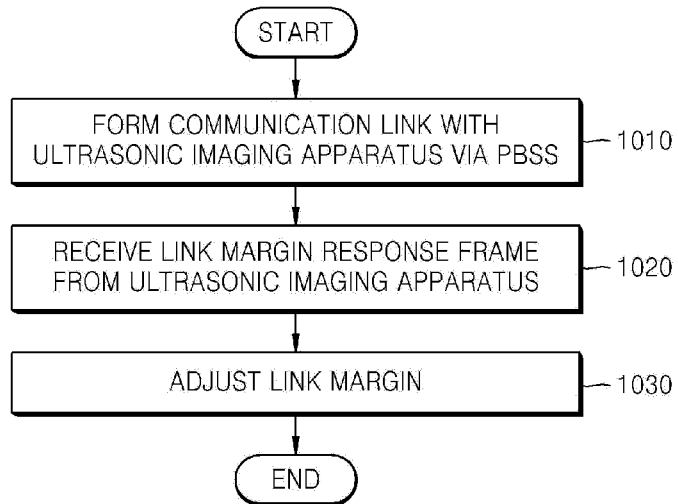 START
FORM COMMUNICATION LINK WITH
ULTRASONIC IMAGING APPARATUS VIA PBSS
1010
RECEIVE LINK MARGIN RESPONSE FRAME
FROM ULTRASONIC IMAGING APPARATUS
1020
ADJUST LINK MARGIN
1030
END